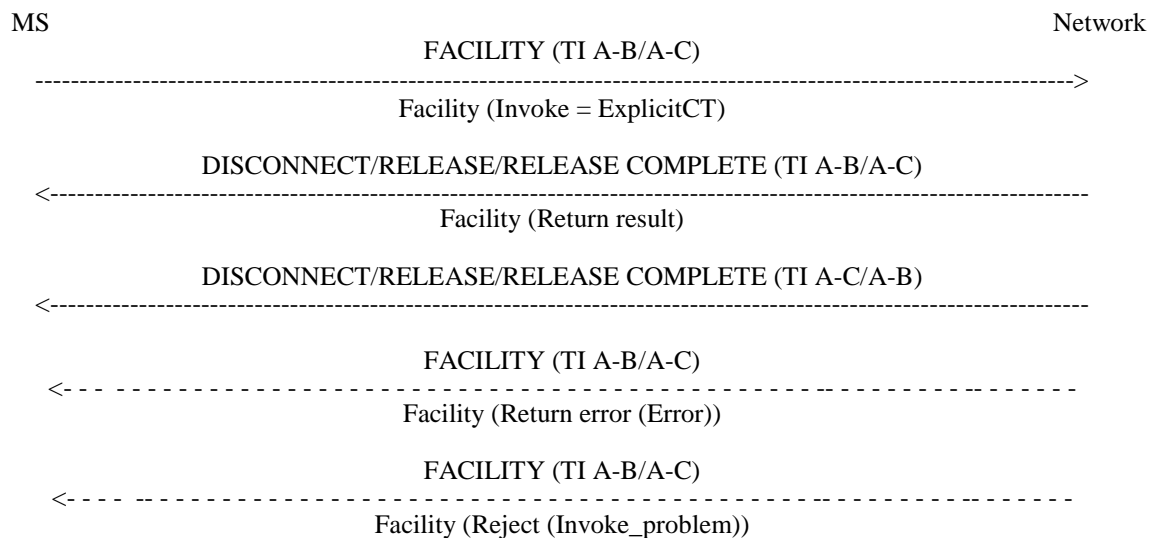 MS Network
FACILITY (TI A-B/A-C)
Facility (Invoke = ExplicitCT)
DISCONNECT/RELEASE/RELEASE COMPLETE (TI A-B/A-C)
Facility (Return result)
DISCONNECT/RELEASE/RELEASE COMPLETE (TI A-C/A-B)
FACILITY (TI A-B/A-C)
Facility (Return error (Error))
FACILITY (TI A-B/A-C)
Facility (Reject (Invoke_problem))